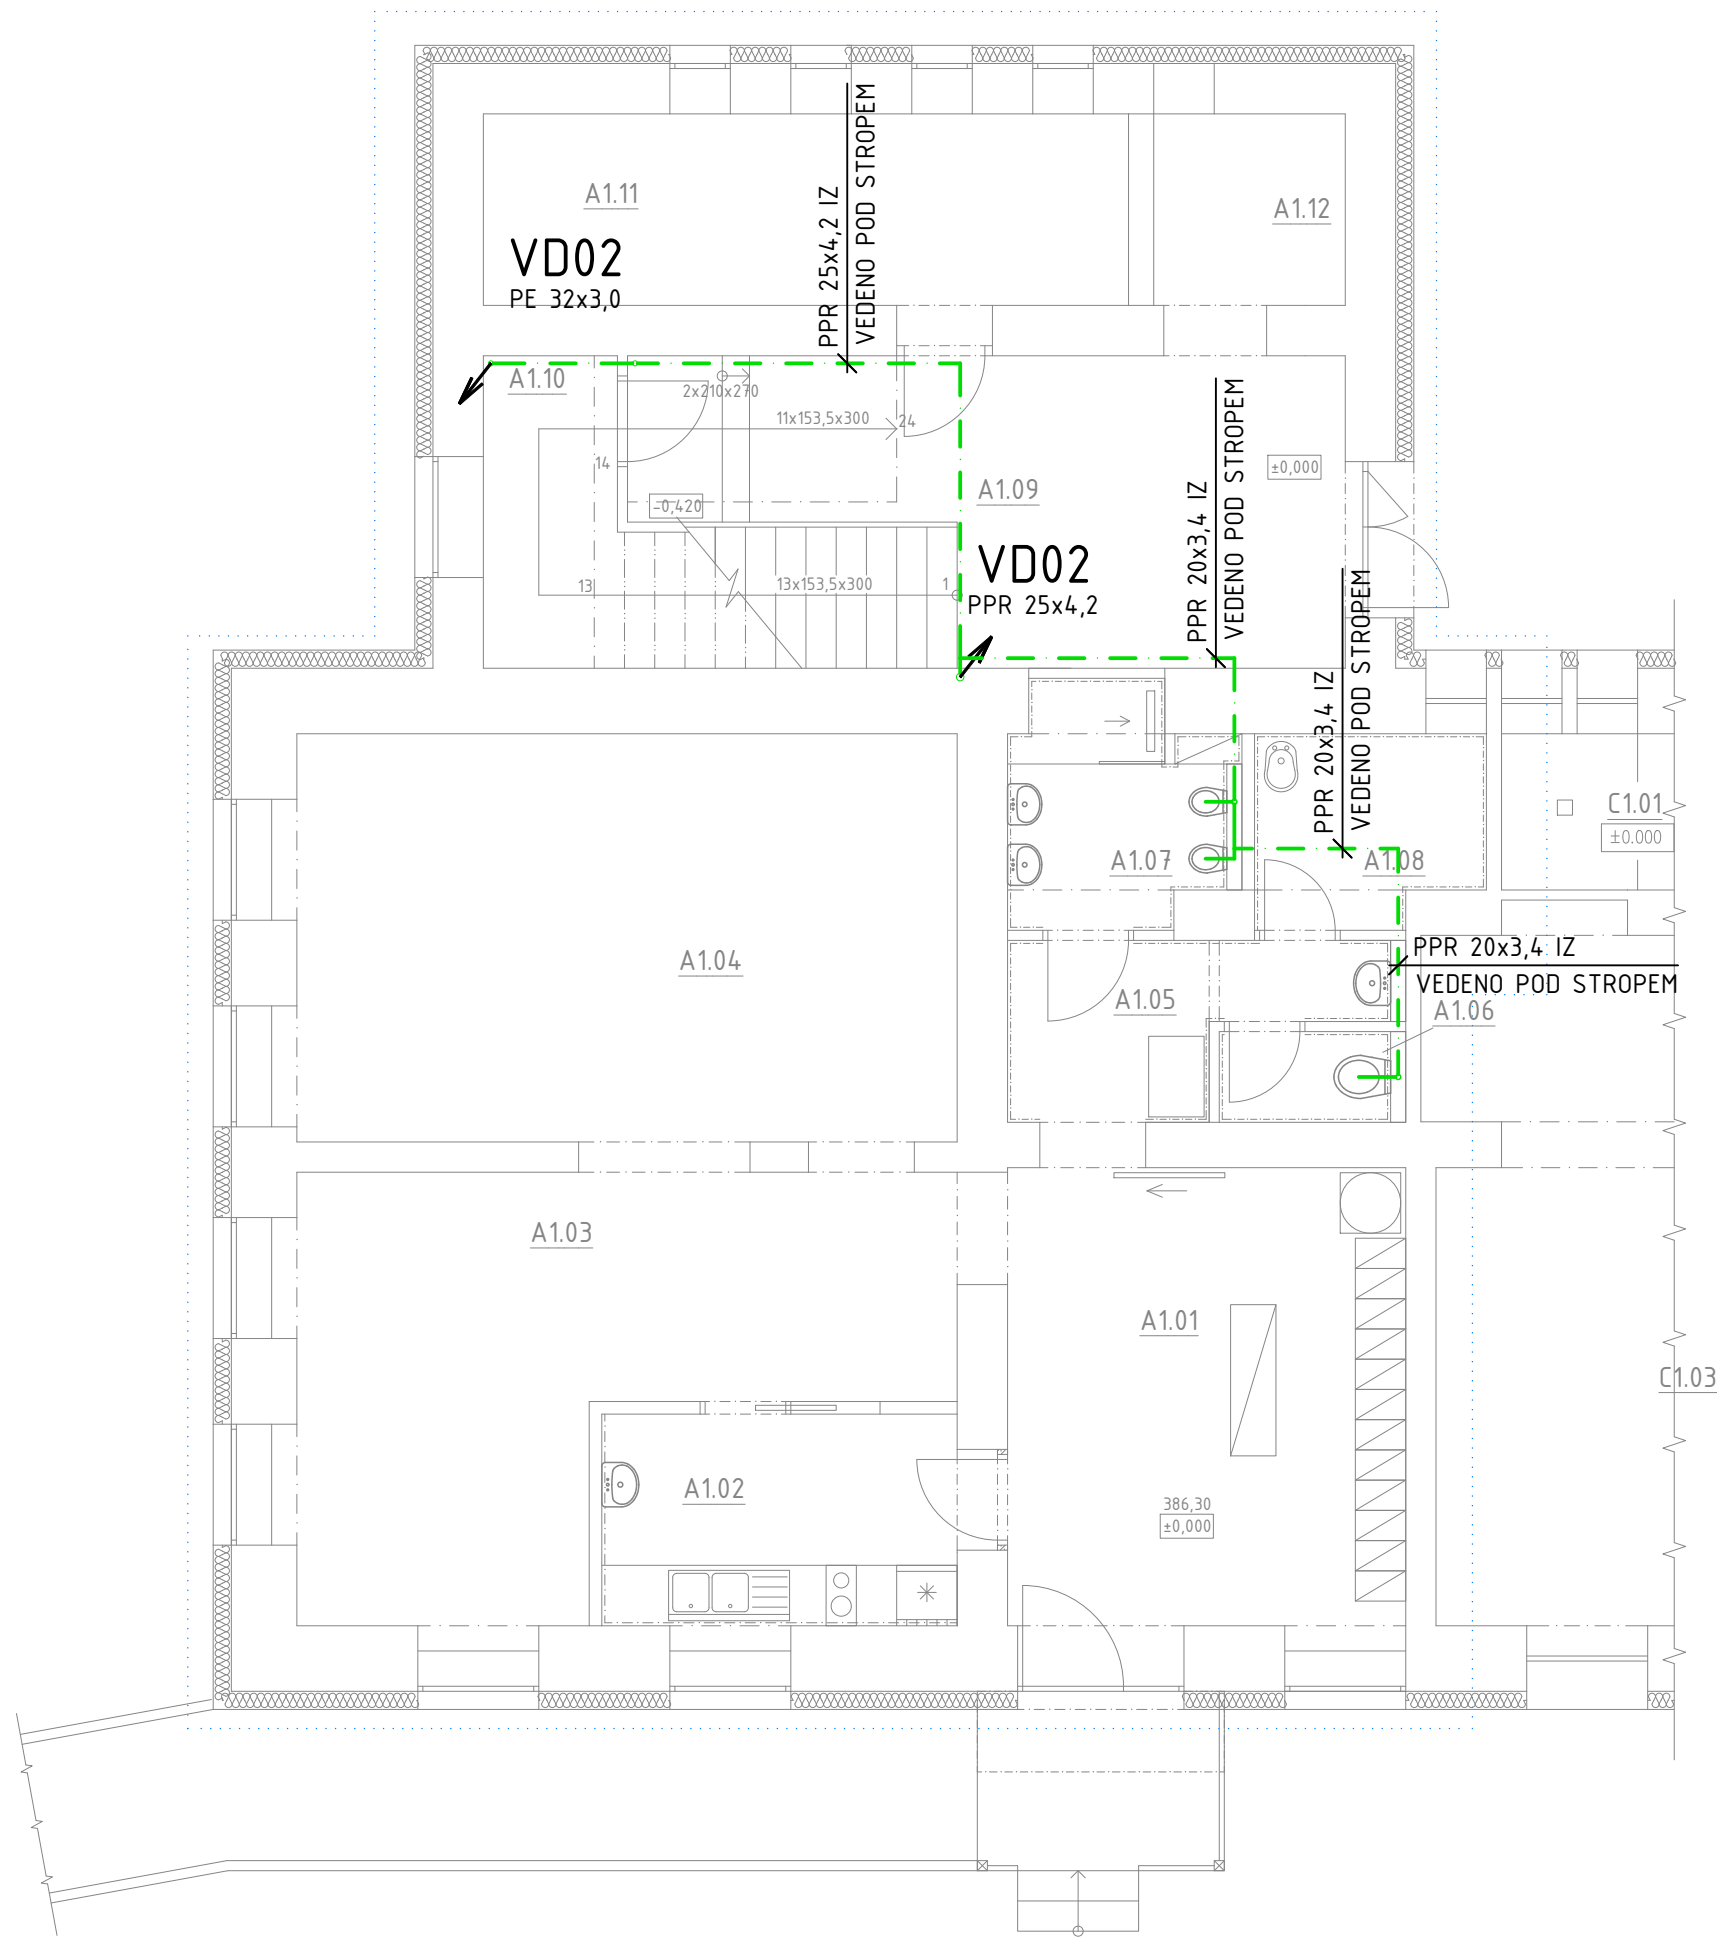 A1.11
A1.12
VD02
PE 32x3,0
PPR 25x4,2 IZ
VEDENO POD STROPEM
A1.10
2x210x270
11x153,5x300
24
14
-0,420
A1.09
±0,000
PPR 20x3,4 IZ
VEDENO POD STROPEM
VD02
PPR 25x4,2
13
13x153,5x300
1
PPR 20x3,4 IZ
VEDENO POD STROPEM
C1.01
±0.000
A1.07
A1.08
A1.04
PPR 20x3,4 IZ
VEDENO POD STROPEM
A1.05
A1.06
A1.03
A1.01
C1.03
A1.02
386,30
±0,000